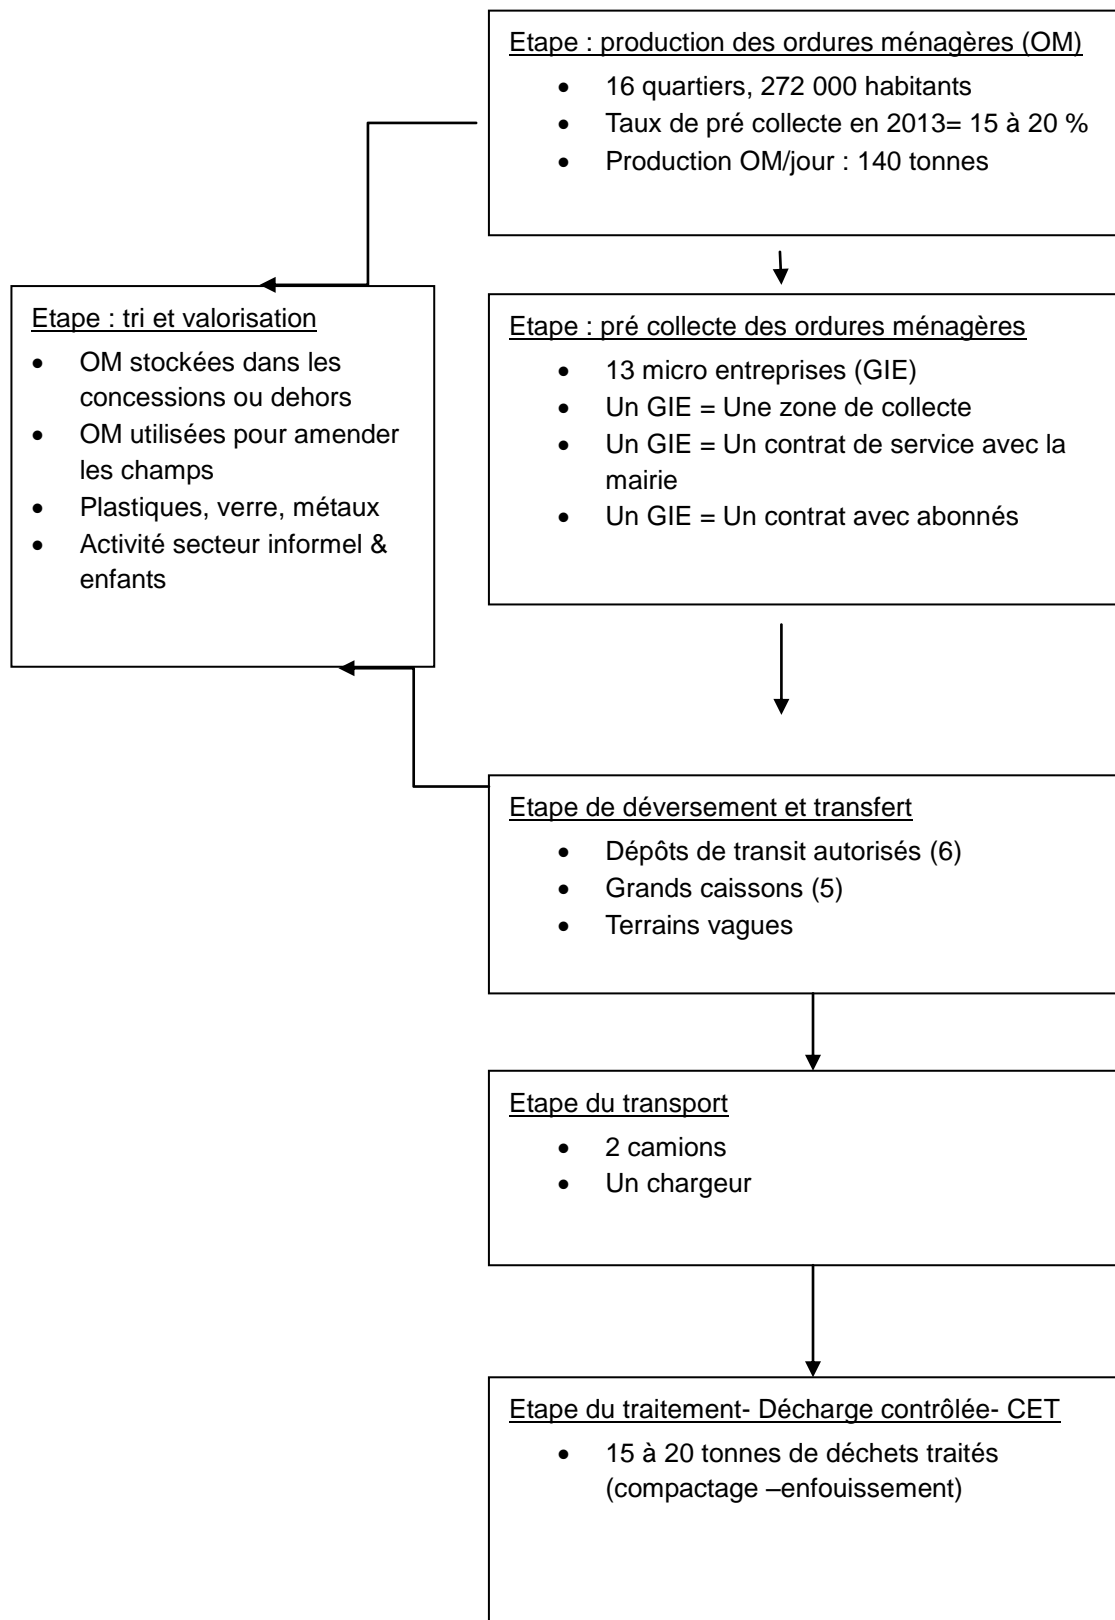 Etape : production des ordures ménagères (OM)
• 16 quartiers, 272 000 habitants
• Taux de pré collecte en 2013= 15 à 20 %
• Production OM/jour : 140 tonnes
Etape : tri et valorisation
• OM stockées dans les
concessions ou dehors
• OM utilisées pour amender
les champs
• Plastiques, verre, métaux
• Activité secteur informel &
enfants
Etape : pré collecte des ordures ménagères
• 13 micro entreprises (GIE)
• Un GIE = Une zone de collecte
• Un GIE = Un contrat de service avec la
mairie
• Un GIE = Un contrat avec abonnés
Etape de déversement et transfert
• Dépôts de transit autorisés (6)
• Grands caissons (5)
• Terrains vagues
Etape du transport
• 2 camions
• Un chargeur
Etape du traitement- Décharge contrôlée- CET
• 15 à 20 tonnes de déchets traités
(compactage –enfouissement)